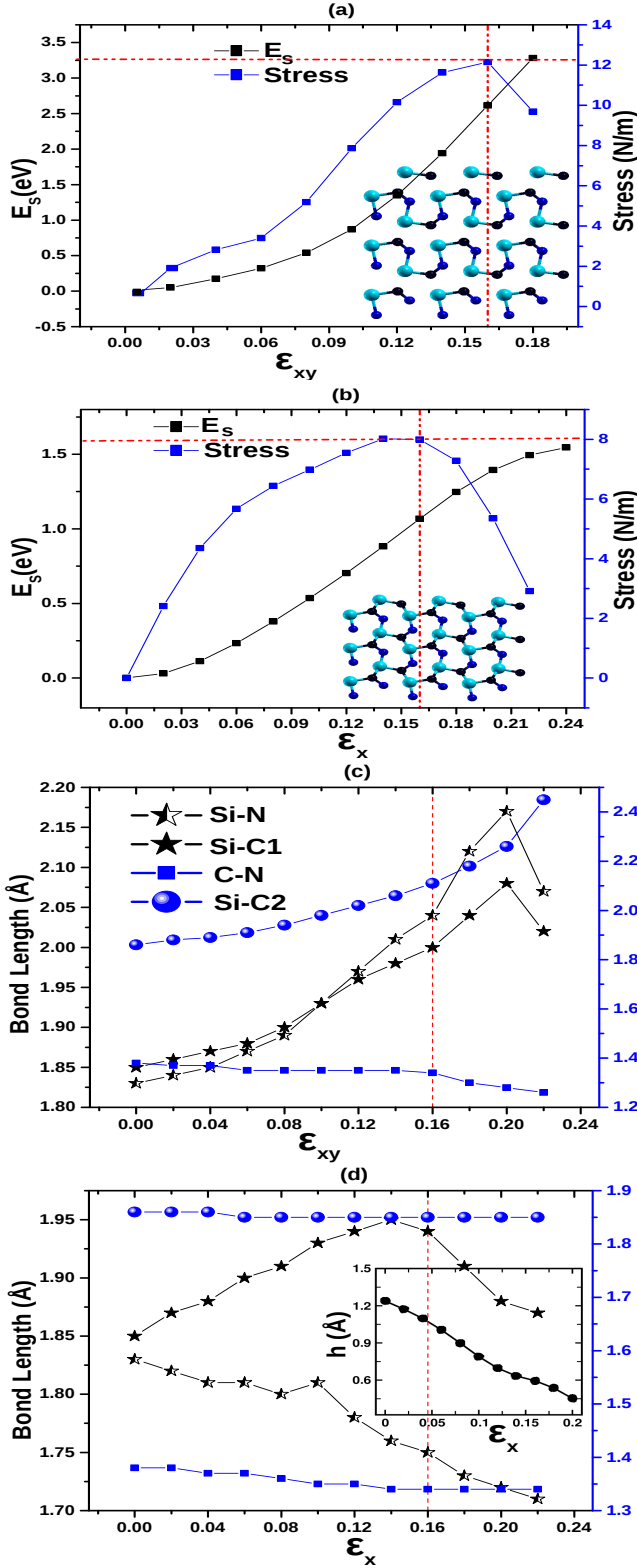 (a)
E_s
Stress
3.5
3.0
2.5
2.0
1.5
1.0
0.5
0.0
-0.5
E_s(eV)
14
12
10
8
6
4
2
0
Stress (N/m)
0.00 0.03 0.06 0.09 0.12 0.15 0.18
ε_xy
(b)
E_s
Stress
1.5
1.0
0.5
0.0
E_s(eV)
8
6
4
2
0
Stress (N/m)
0.00 0.03 0.06 0.09 0.12 0.15 0.18 0.21 0.24
ε_x
(c)
Si-N
Si-C1
C-N
Si-C2
2.20
2.15
2.10
2.05
2.00
1.95
1.90
1.85
1.80
Bond Length (Å)
2.4
2.2
2.0
1.8
1.6
1.4
1.2
0.00 0.04 0.08 0.12 0.16 0.20 0.24
ε_xy
(d)
1.95
1.90
1.85
1.80
1.75
1.70
Bond Length (Å)
1.9
1.8
1.7
1.6
1.5
1.4
1.3
1.5
1.2
0.9
0.6
h (Å)
0 0.05 0.1 0.15 0.2
ε_x
0.00 0.04 0.08 0.12 0.16 0.20 0.24
ε_x